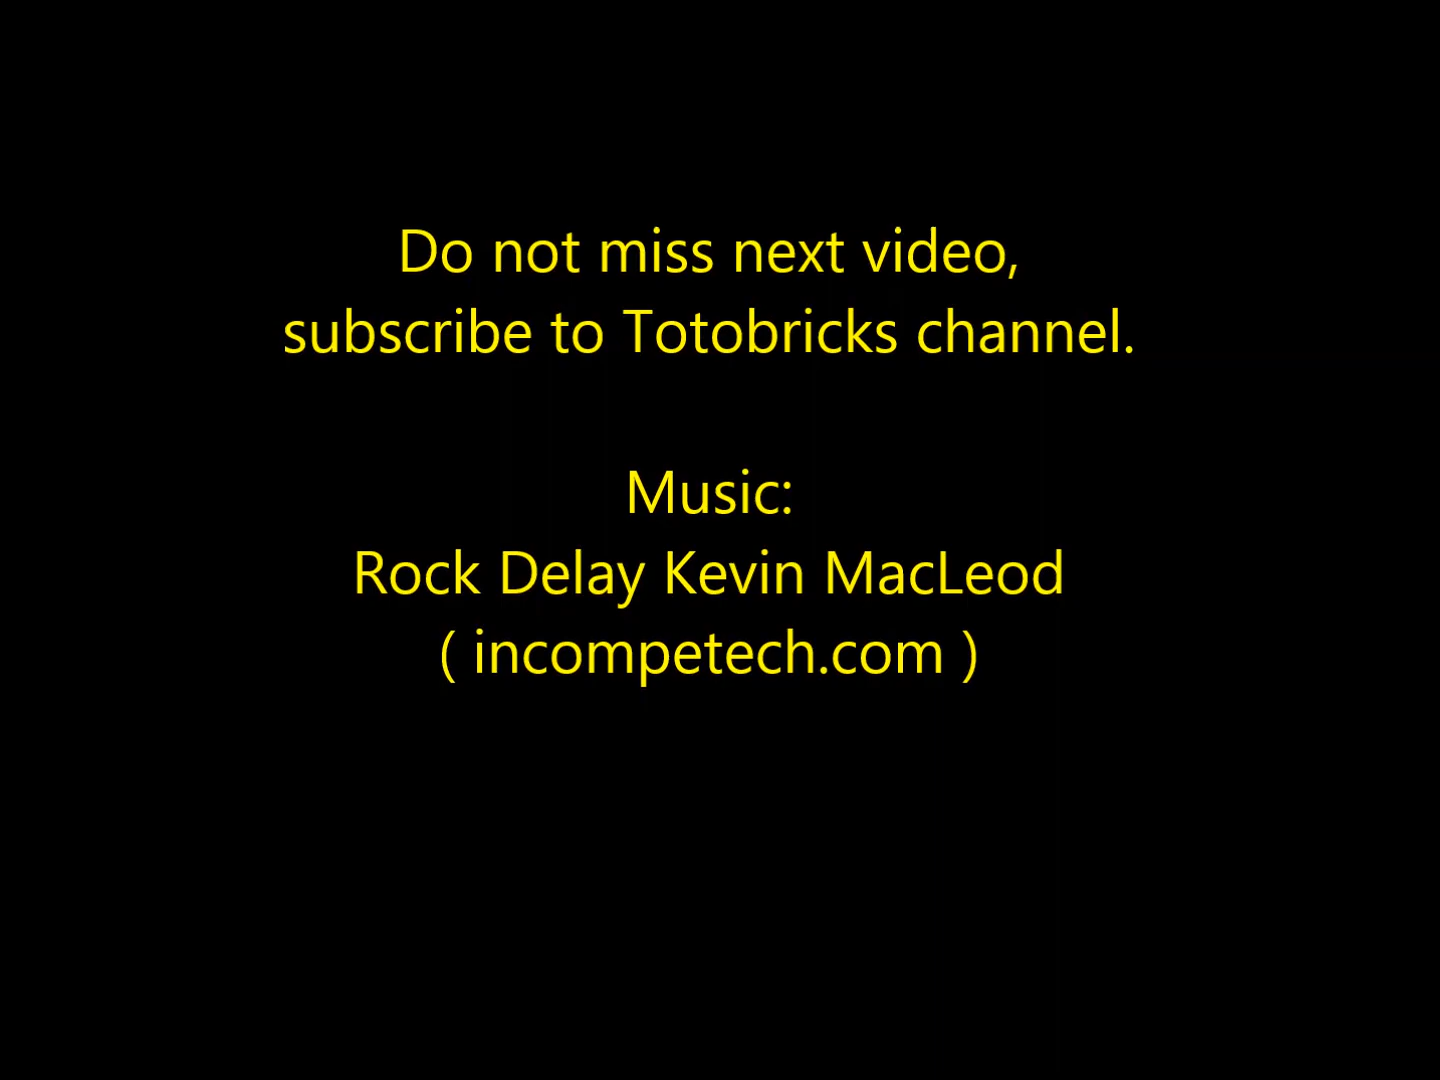 Do not miss next video,
subscribe to Totobricks channel.
Music:
Rock Delay Kevin MacLeod
( incompetech.com )